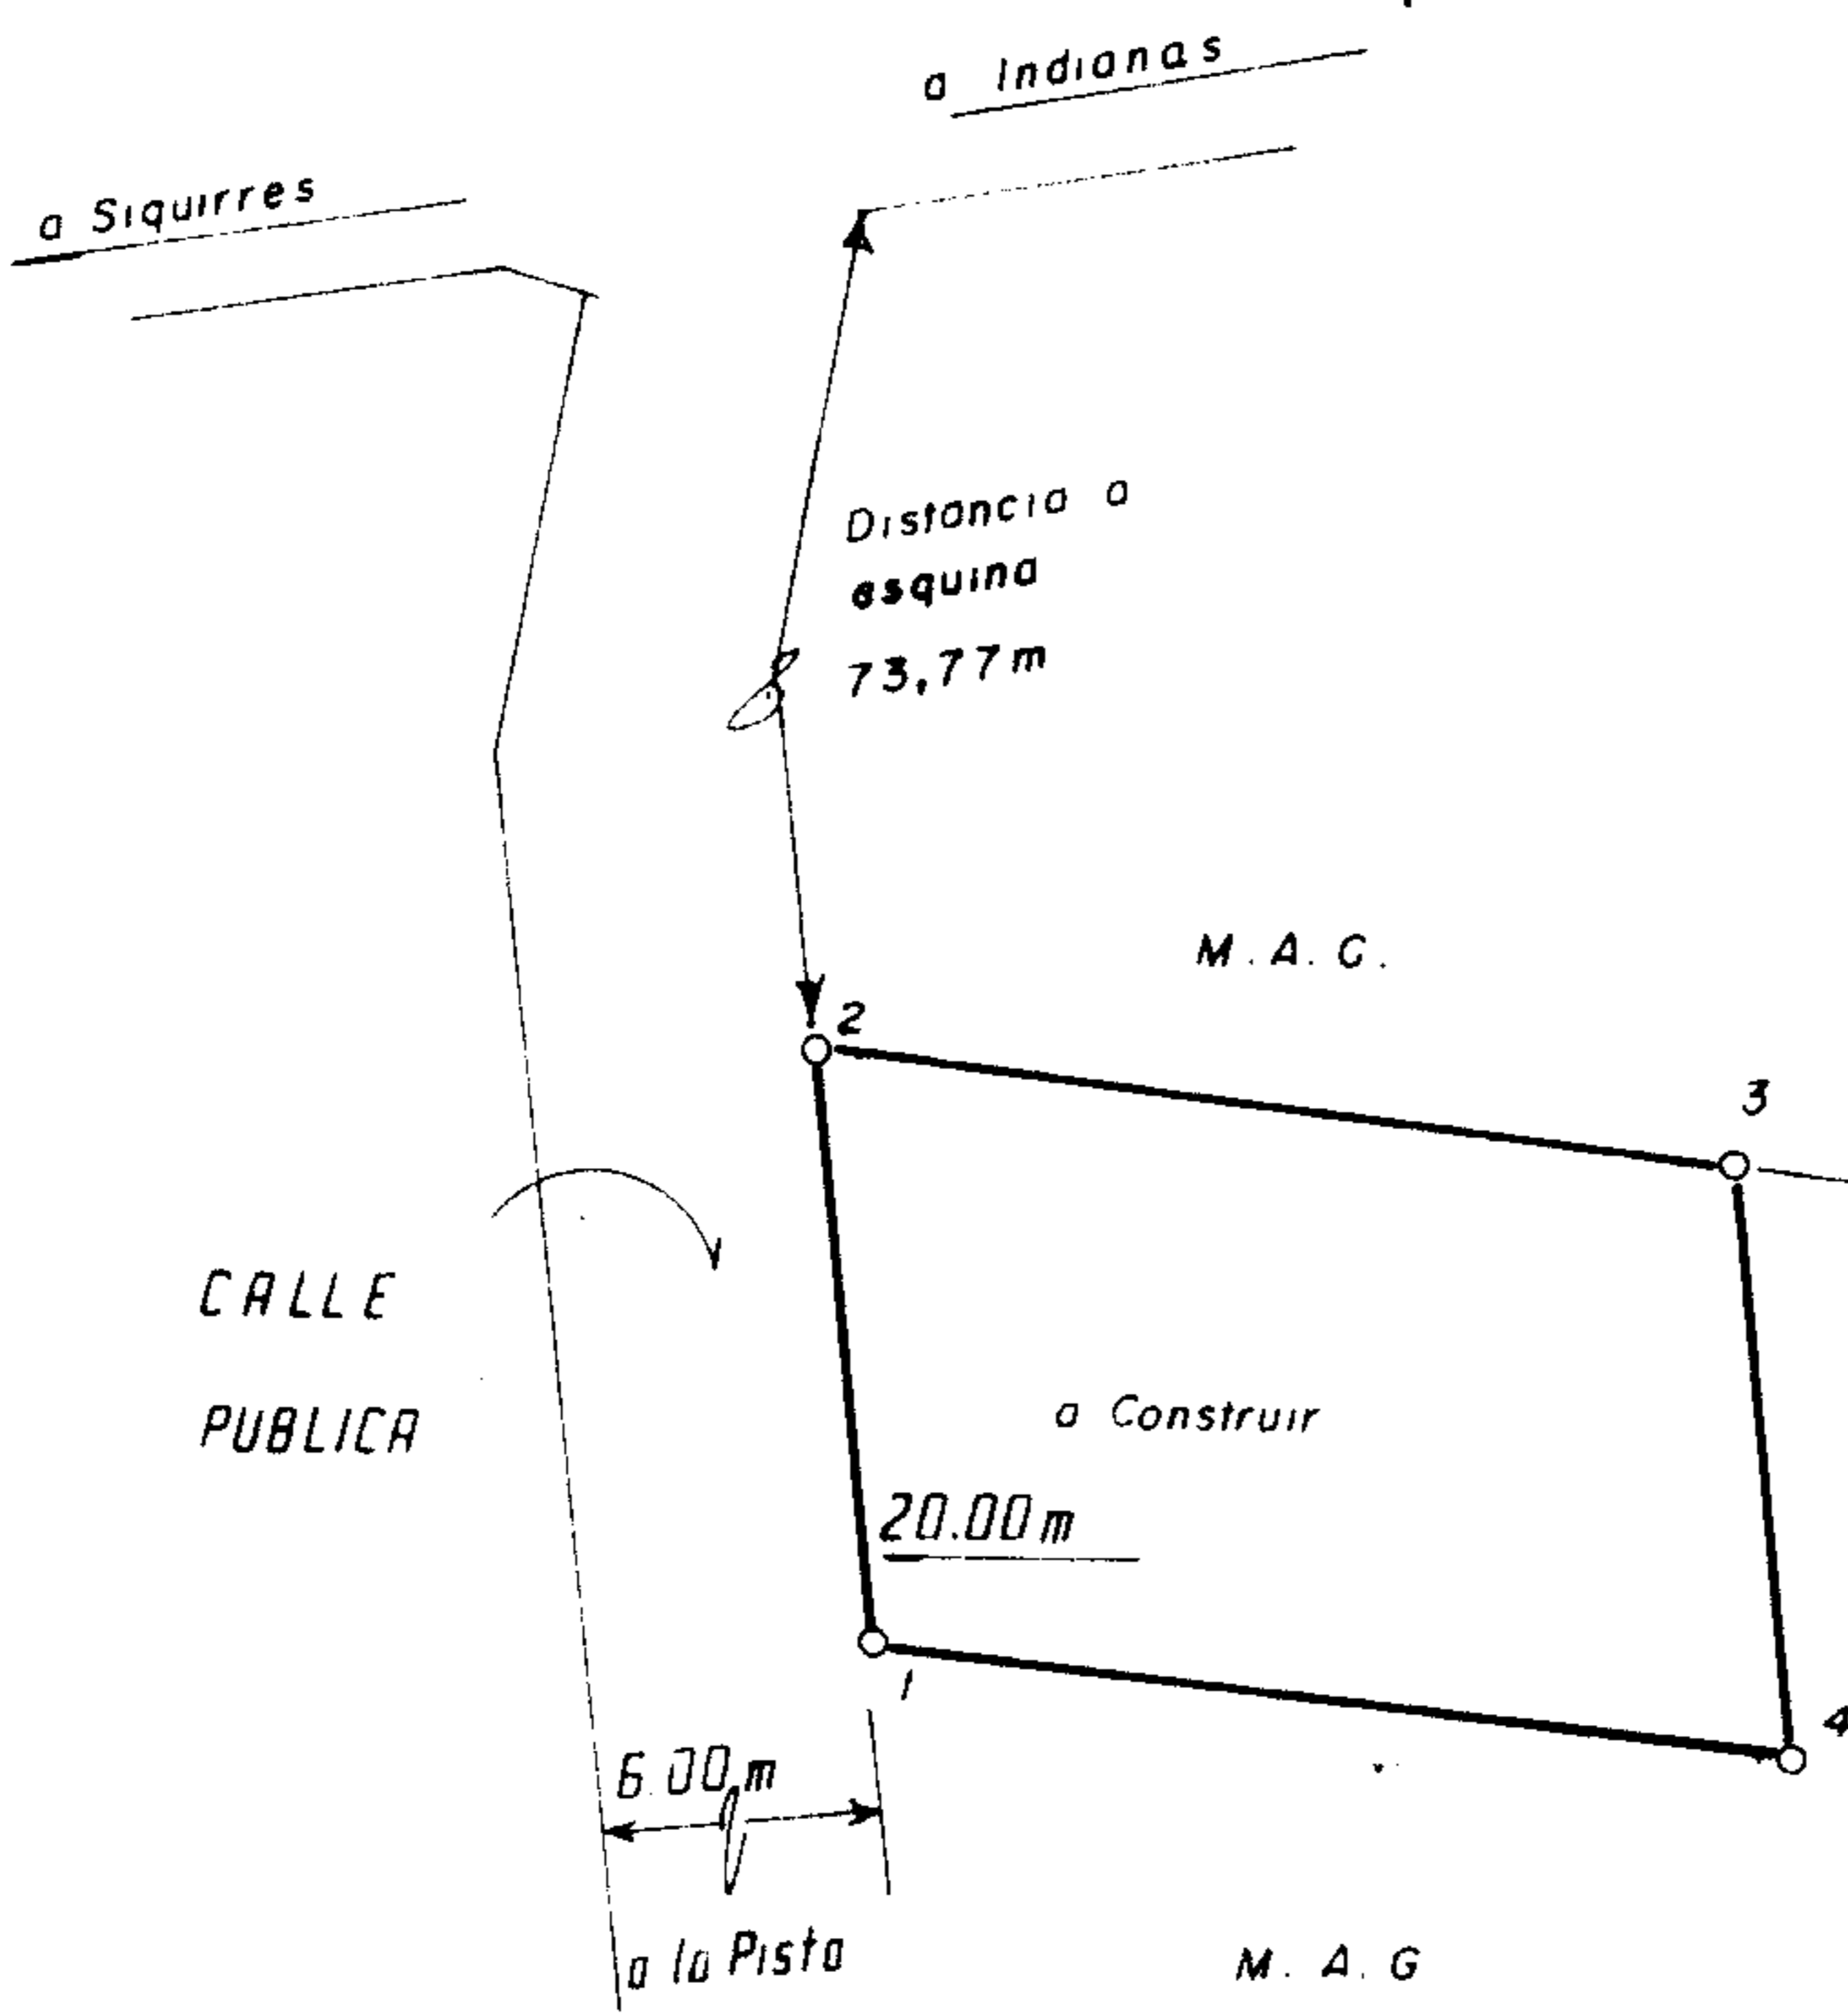 a Indianas
a Siquirres
Distancia a
esquina
73,77m
M.A.G.
2
3
CALLE
PUBLICA
a Construir
20.00m
1
4
6.00m
a la Pista
M.A.G